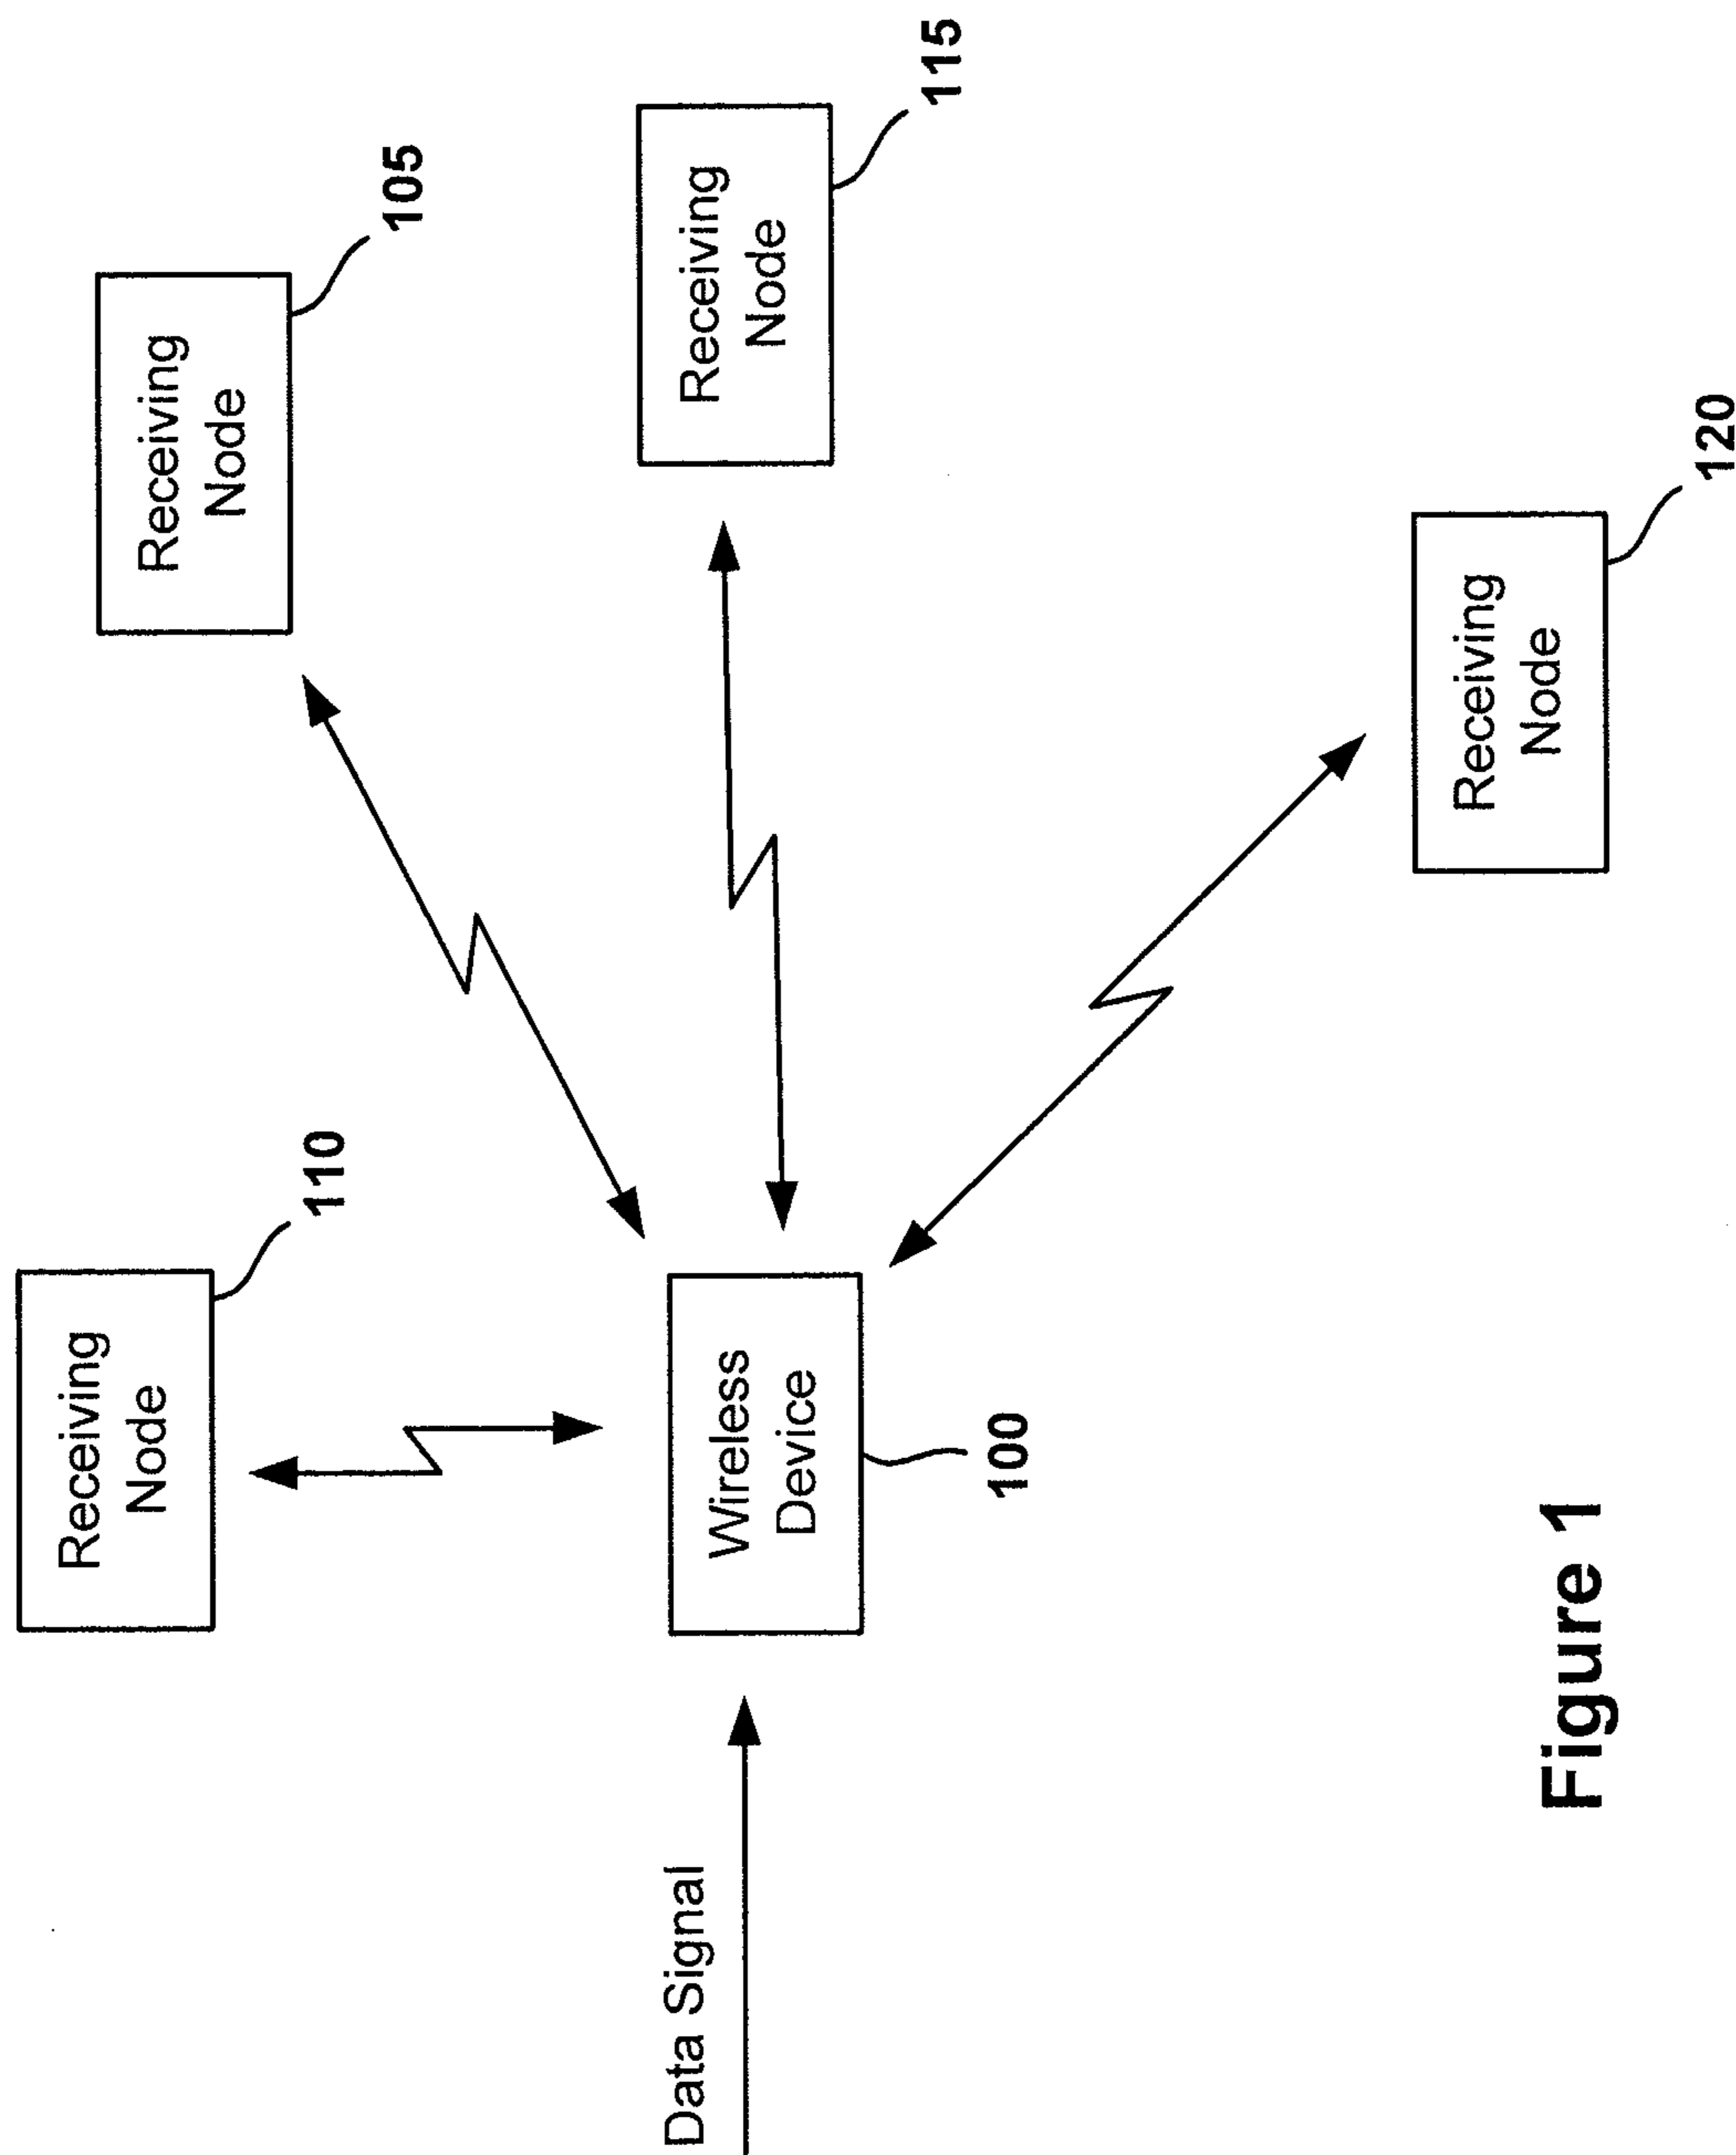 Receiving
Node
110
Receiving
Node
105
Data Signal
Wireless
Device
100
Receiving
Node
115
Receiving
Node
120
Figure 1